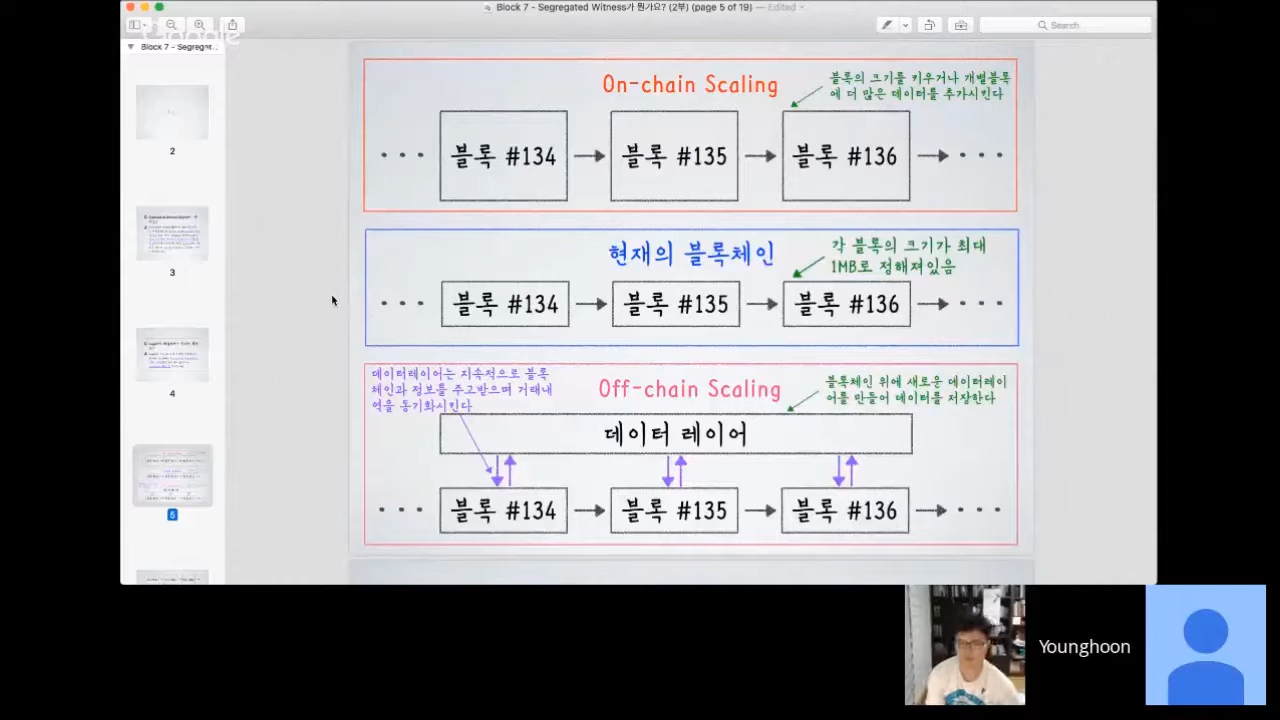 Block 7 - Segregated Witness가 뭔가요? (2부) (page 5 of 19) — Edited
Search
Block 7 - Segregat...
2
3
4
5
On-chain Scaling
블록의 크기를 키우거나 개별블록
에 더 많은 데이터를 추가시킨다
블록 #134
블록 #135
블록 #136
현재의 블록체인
각 블록의 크기가 최대
1MB로 정해져있음
블록 #134
블록 #135
블록 #136
데이터레이어는 지속적으로 블록
체인과 정보를 주고받으며 거래내
역을 동기화시킨다
Off-chain Scaling
블록체인 위에 새로운 데이터레이
어를 만들어 데이터를 저장한다
데이터 레이어
블록 #134
블록 #135
블록 #136
Younghoon